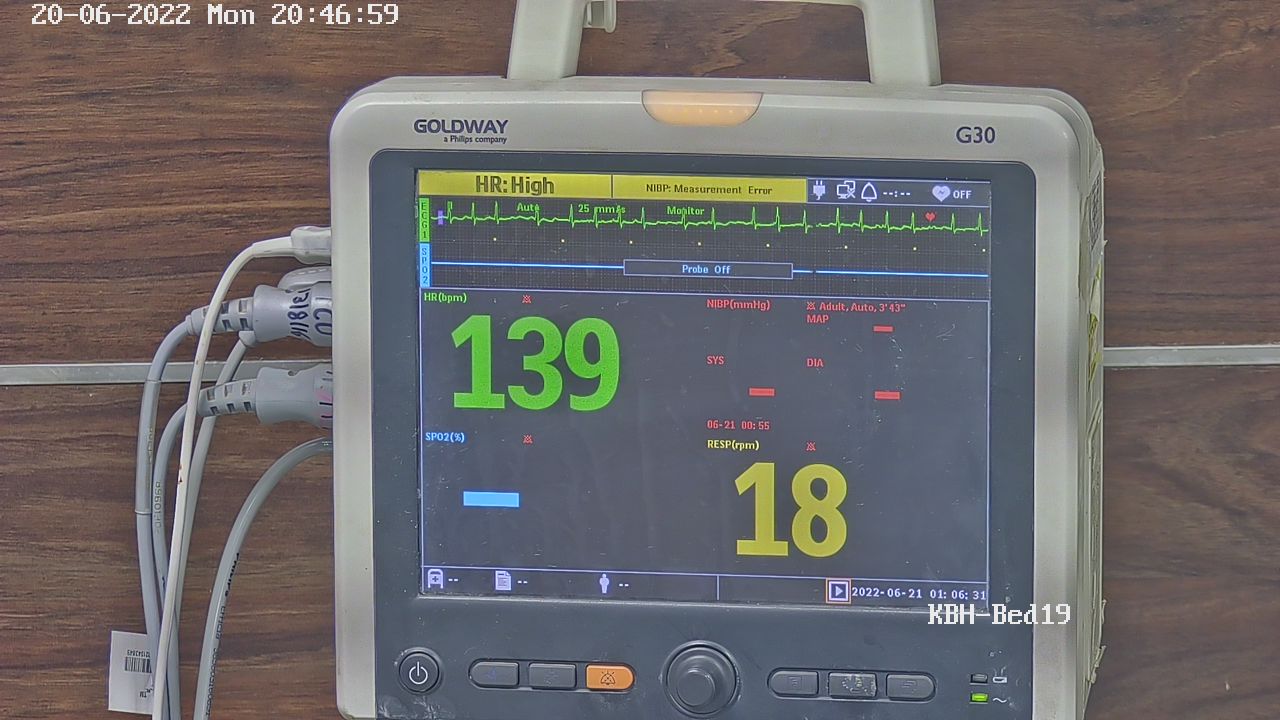 20-06-2022 Mon 20:46:59
GOLDWAY
a Philips company
G30
HR: High
NIBP: Measurement Error
--:--
OFF
ECG1
Auto
25 mm/s
Monitor
SPO2
Probe Off
HR(bpm)
139
NIBP(mmHg)
Adult, Auto, 3'43"
MAP
SYS
DIA
06-21 00:55
SPO2(%)
RESP(rpm)
18
--
--
--
2022-06-21 01:06:31
KBH-Bed19